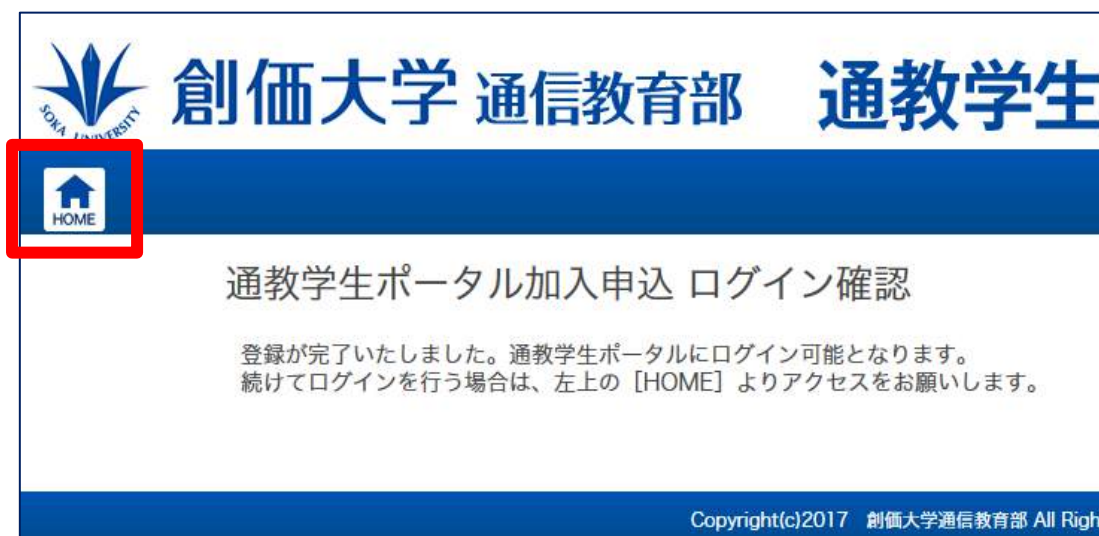 SOKA UNIVERSITY
創価大学 通信教育部 通教学生
HOME
通教学生ポータル加入申込 ログイン確認
登録が完了いたしました。通教学生ポータルにログイン可能となります。
続けてログインを行う場合は、左上の［HOME］よりアクセスをお願いします。
Copyright(c)2017 創価大学通信教育部 All Righ